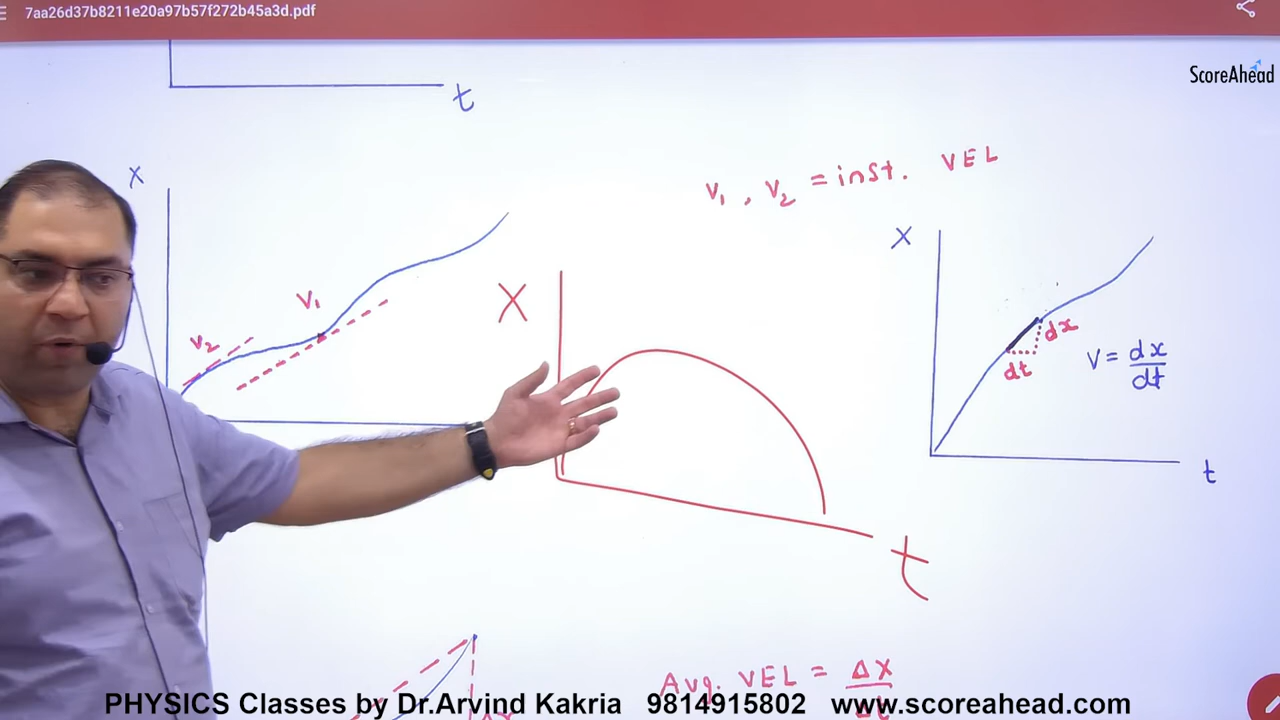 7aa26d37b8211e20a97b57f272b45a3d.pdf
ScoreAhead
t
X
V₁
V₂
V₁, V₂ = inst. VEL
X
t
X
dx
dt
V = dx/dt
t
Avg. VEL = ΔX
PHYSICS Classes by Dr.Arvind Kakria 9814915802 www.scoreahead.com